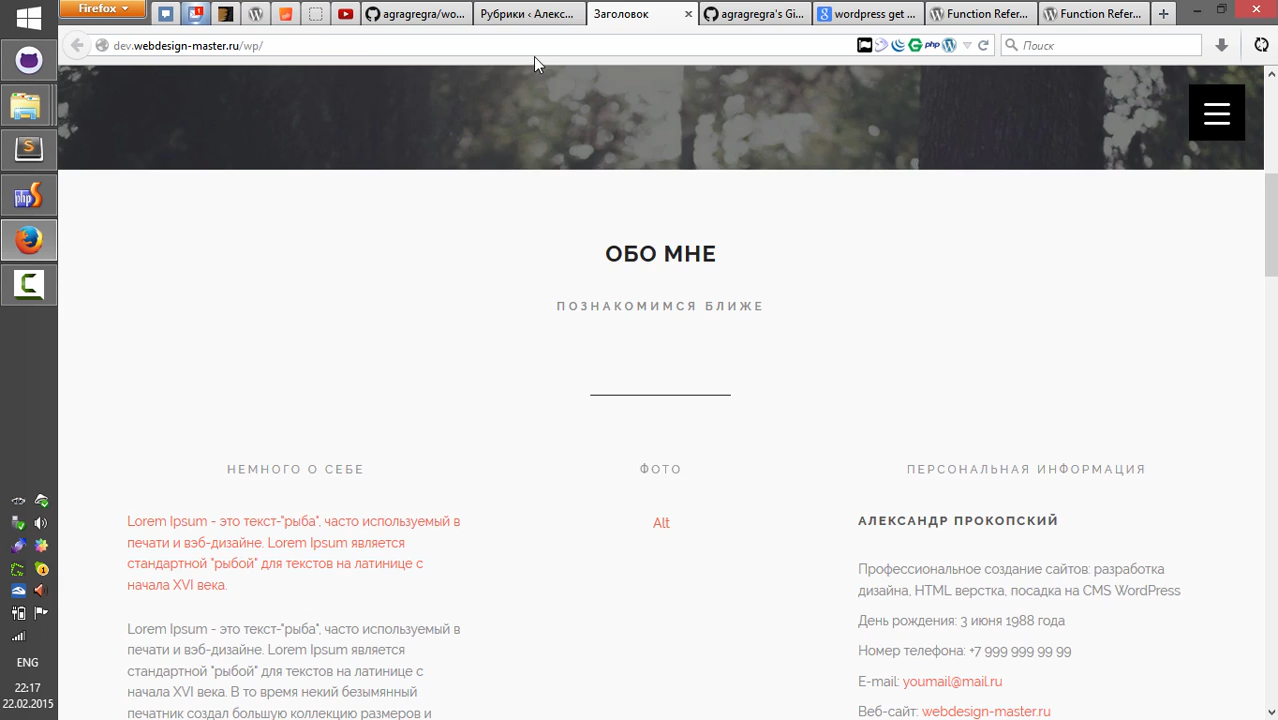 Firefox
agragregra/wo...
Рубрики ‹ Алекс...
Заголовок
agragregra's Gi...
wordpress get ...
Function Refer...
Function Refer...
dev.webdesign-master.ru/wp/
php
Поиск
ОБО МНЕ
ПОЗНАКОМИМСЯ БЛИЖЕ
НЕМНОГО О СЕБЕ
ФОТО
ПЕРСОНАЛЬНАЯ ИНФОРМАЦИЯ
Lorem Ipsum - это текст-"рыба", часто используемый в
печати и вэб-дизайне. Lorem Ipsum является
стандартной "рыбой" для текстов на латинице с
начала XVI века.
Lorem Ipsum - это текст-"рыба", часто используемый в
печати и вэб-дизайне. Lorem Ipsum является
стандартной "рыбой" для текстов на латинице с
начала XVI века. В то время некий безымянный
печатник создал большую коллекцию размеров и
Alt
АЛЕКСАНДР ПРОКОПСКИЙ
Профессиональное создание сайтов: разработка
дизайна, HTML верстка, посадка на CMS WordPress
День рождения: 3 июня 1988 года
Номер телефона: +7 999 999 99 99
E-mail: youmail@mail.ru
Веб-сайт: webdesign-master.ru
ENG
22:17
22.02.2015